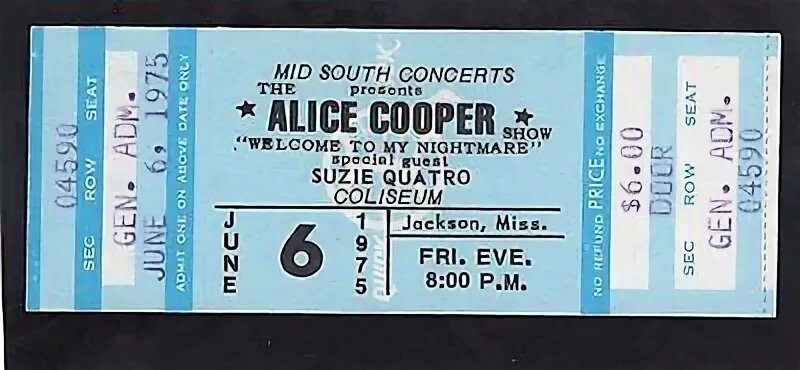 04590
SEC ROW SEAT
GEN. ADM.
JUNE 6, 1975
ADMIT ONE ON ABOVE DATE ONLY
MID SOUTH CONCERTS
THE presents
★ ALICE COOPER ★
SHOW
"WELCOME TO MY NIGHTMARE"
special guest
SUZIE QUATRO
COLISEUM
JUNE 6 1975
Jackson, Miss.
FRI. EVE.
8:00 P.M.
NO REFUND PRICE NO EXCHANGE
$6.00
DOOR
SEC ROW SEAT
GEN. ADM.
04590